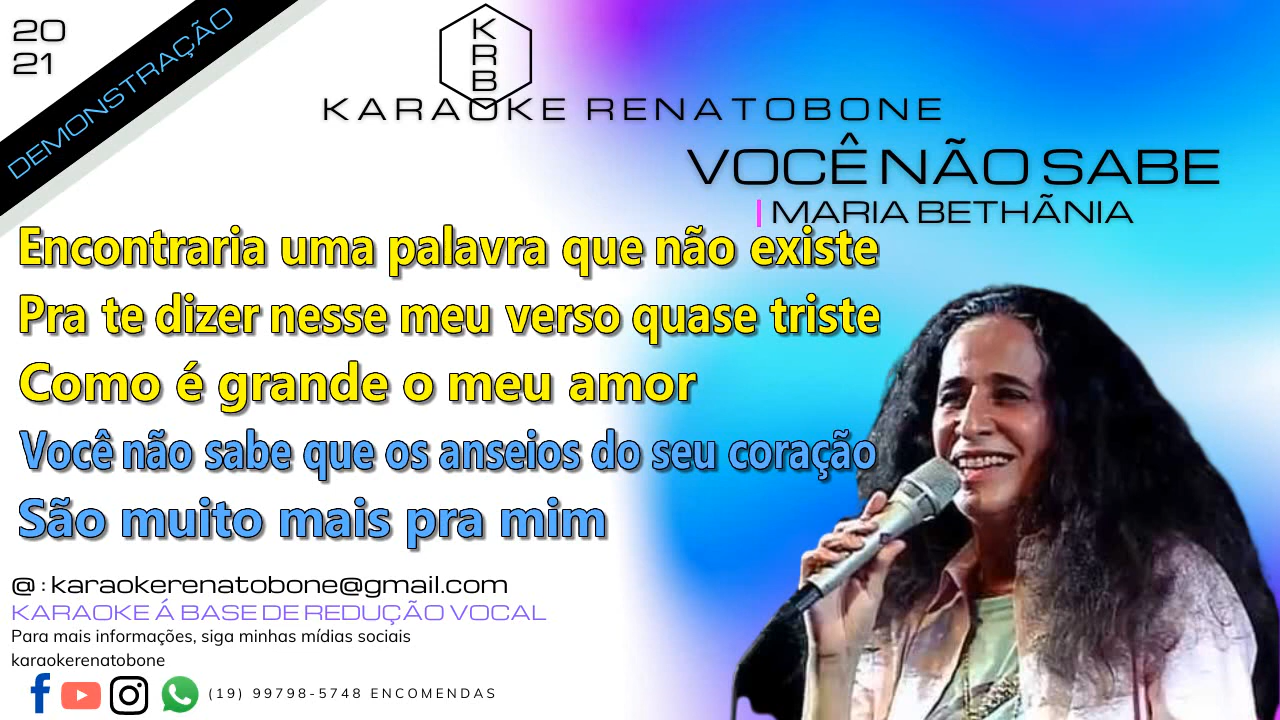 20
21
DEMONSTRAÇÃO
K
R
B
KARAOKE RENATOBONE
VOCÊ NÃO SABE
| MARIA BETHÃNIA
Encontraria uma palavra que não existe
Pra te dizer nesse meu verso quase triste
Como é grande o meu amor
Você não sabe que os anseios do seu coração
São muito mais pra mim
@ : karaokerenatobone@gmail.com
KARAOKE Á BASE DE REDUÇÃO VOCAL
Para mais informações, siga minhas mídias sociais
karaokerenatobone
(19) 99798-5748 ENCOMENDAS